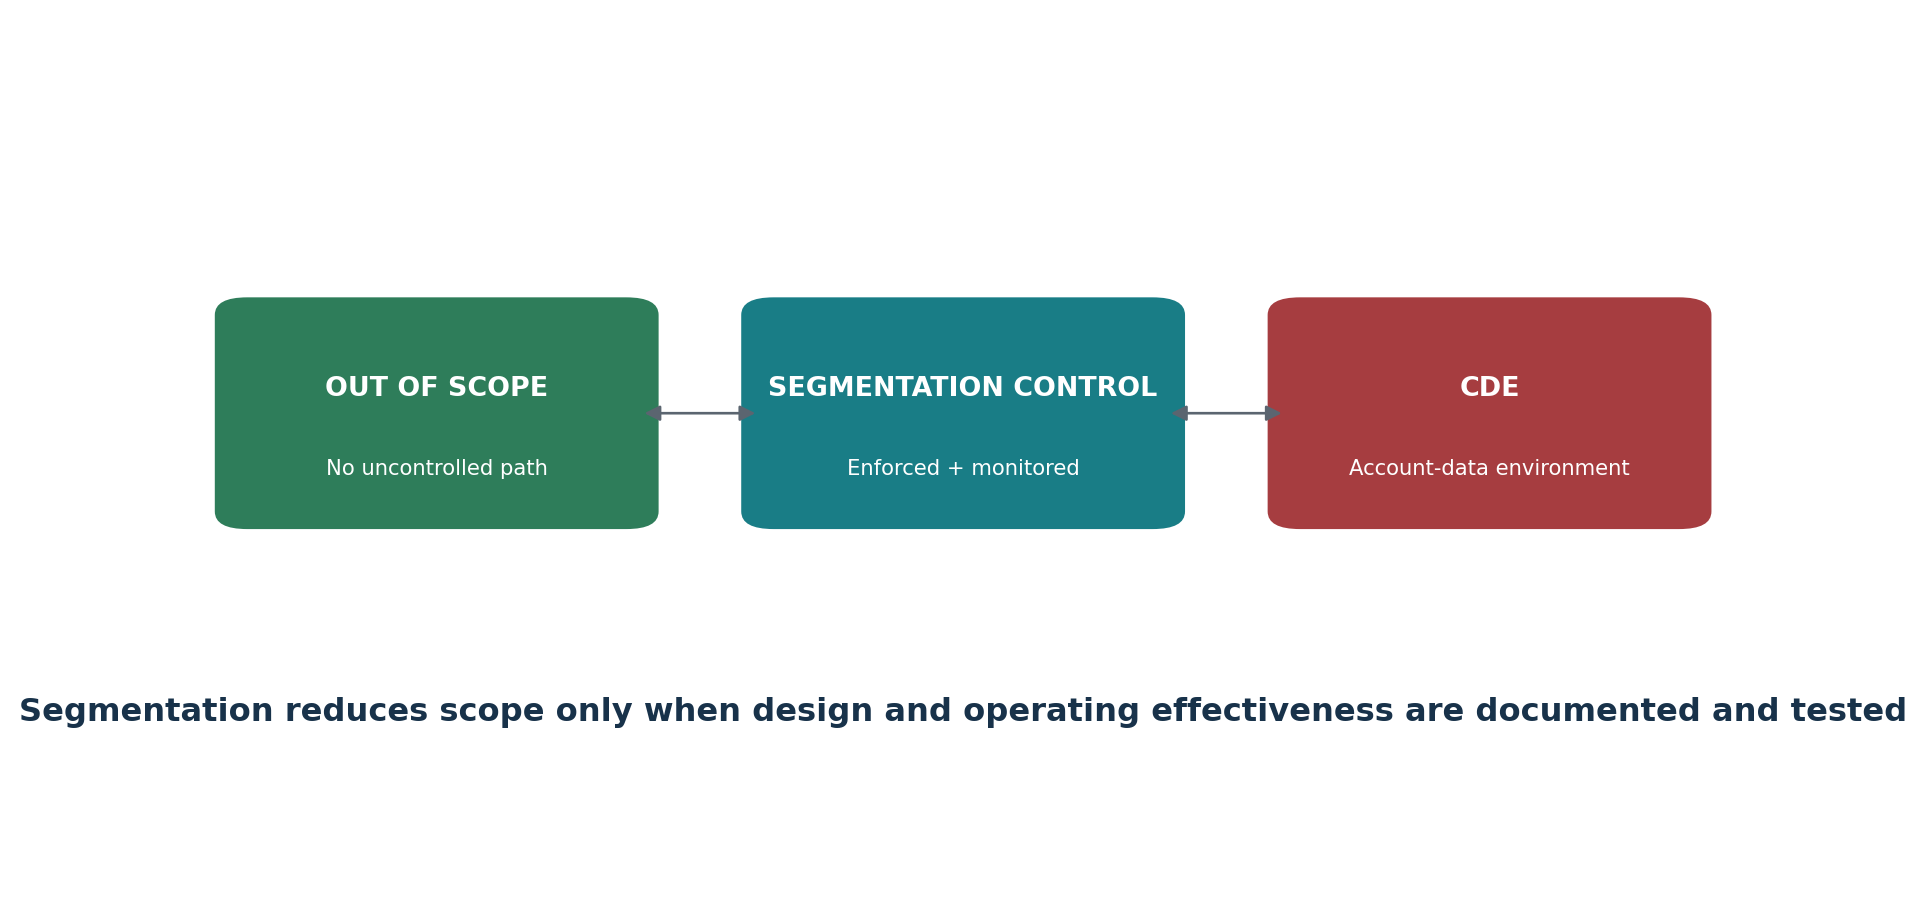 OUT OF SCOPE
No uncontrolled path
SEGMENTATION CONTROL
Enforced + monitored
CDE
Account-data environment
Segmentation reduces scope only when design and operating effectiveness are documented and tested